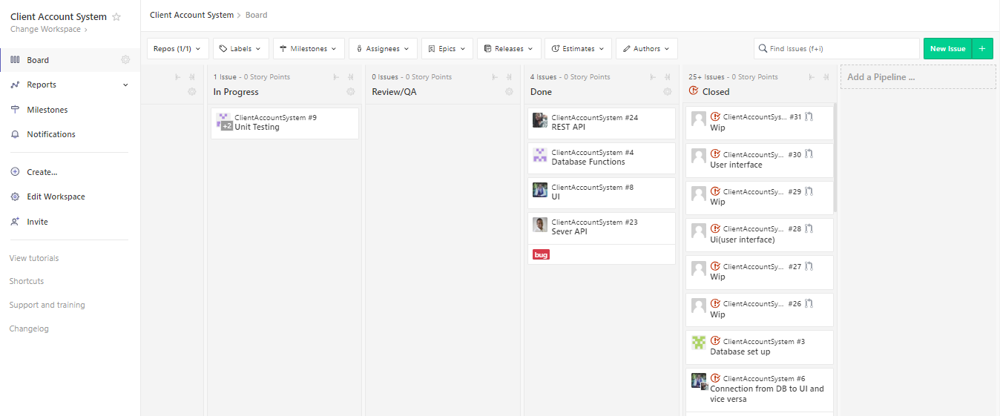 Client Account System
Change Workspace >
Board
Reports
Milestones
Notifications
Create...
Edit Workspace
Invite
View tutorials
Shortcuts
Support and training
Changelog
Client Account System > Board
Repos (1/1)
Labels
Milestones
Assignees
Epics
Releases
Estimates
Authors
Find Issues (f+i)
New Issue
+
1 Issue - 0 Story Points
In Progress
+2
ClientAccountSystem #9
Unit Testing
0 Issues - 0 Story Points
Review/QA
4 Issues - 0 Story Points
Done
ClientAccountSystem #24
REST API
ClientAccountSystem #4
Database Functions
ClientAccountSystem #8
UI
ClientAccountSystem #23
Sever API
bug
25+ Issues - 0 Story Points
Closed
ClientAccountSys... #31
Wip
ClientAccountSy... #30
User interface
ClientAccountSy... #29
Wip
ClientAccountSy... #28
Ui(user interface)
ClientAccountSy... #27
Wip
ClientAccountSy... #26
Wip
ClientAccountSystem #3
Database set up
ClientAccountSystem #6
Connection from DB to UI and
vice versa
Add a Pipeline ...